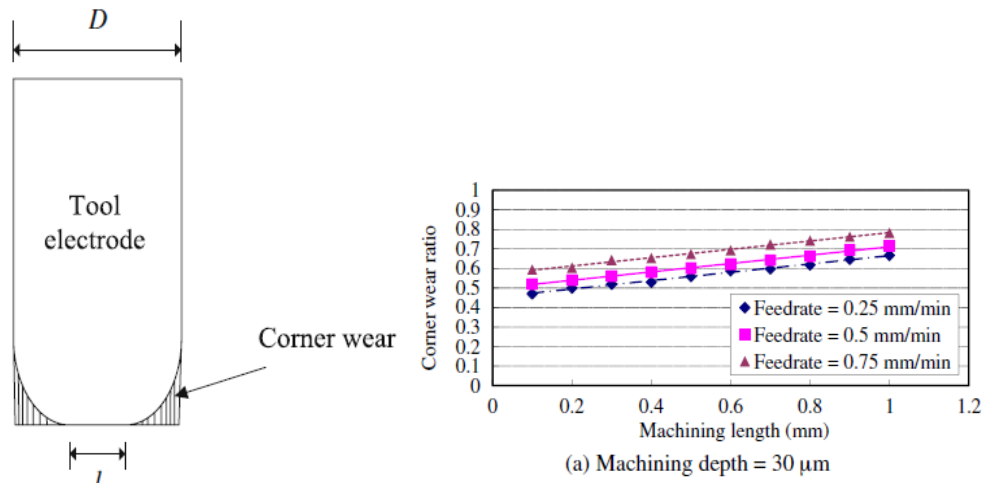 D
Tool
electrode
Corner wear
l
Corner wear ratio
1
0.9
0.8
0.7
0.6
0.5
0.4
0.3
0.2
0.1
0
0 0.2 0.4 0.6 0.8 1 1.2
Feedrate = 0.25 mm/min
Feedrate = 0.5 mm/min
Feedrate = 0.75 mm/min
Machining length (mm)
(a) Machining depth = 30 μm